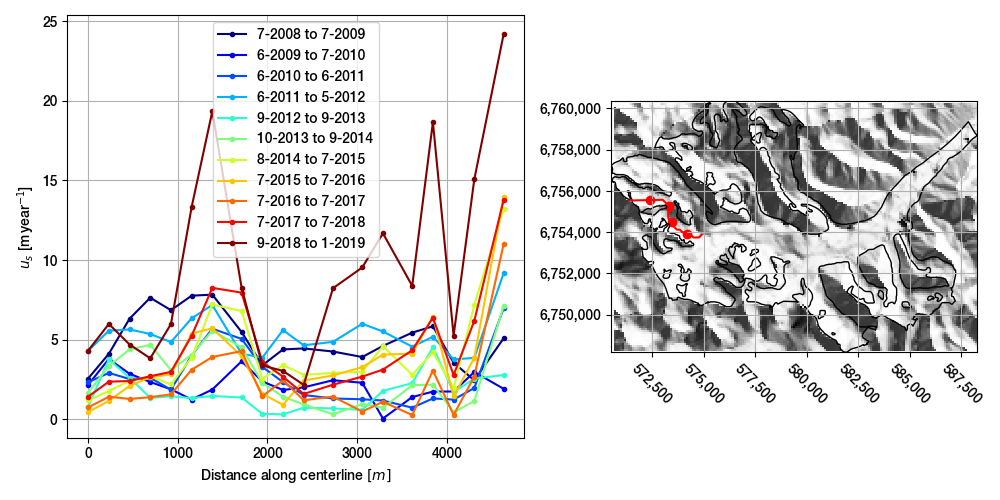 25
20
15
10
5
0
u_s [m year⁻¹]
7-2008 to 7-2009
6-2009 to 7-2010
6-2010 to 6-2011
6-2011 to 5-2012
9-2012 to 9-2013
10-2013 to 9-2014
8-2014 to 7-2015
7-2015 to 7-2016
7-2016 to 7-2017
7-2017 to 7-2018
9-2018 to 1-2019
0 1000 2000 3000 4000
Distance along centerline [m]
6,760,000
6,758,000
6,756,000
6,754,000
6,752,000
6,750,000
572,500 575,000 577,500 580,000 582,500 585,000 587,500